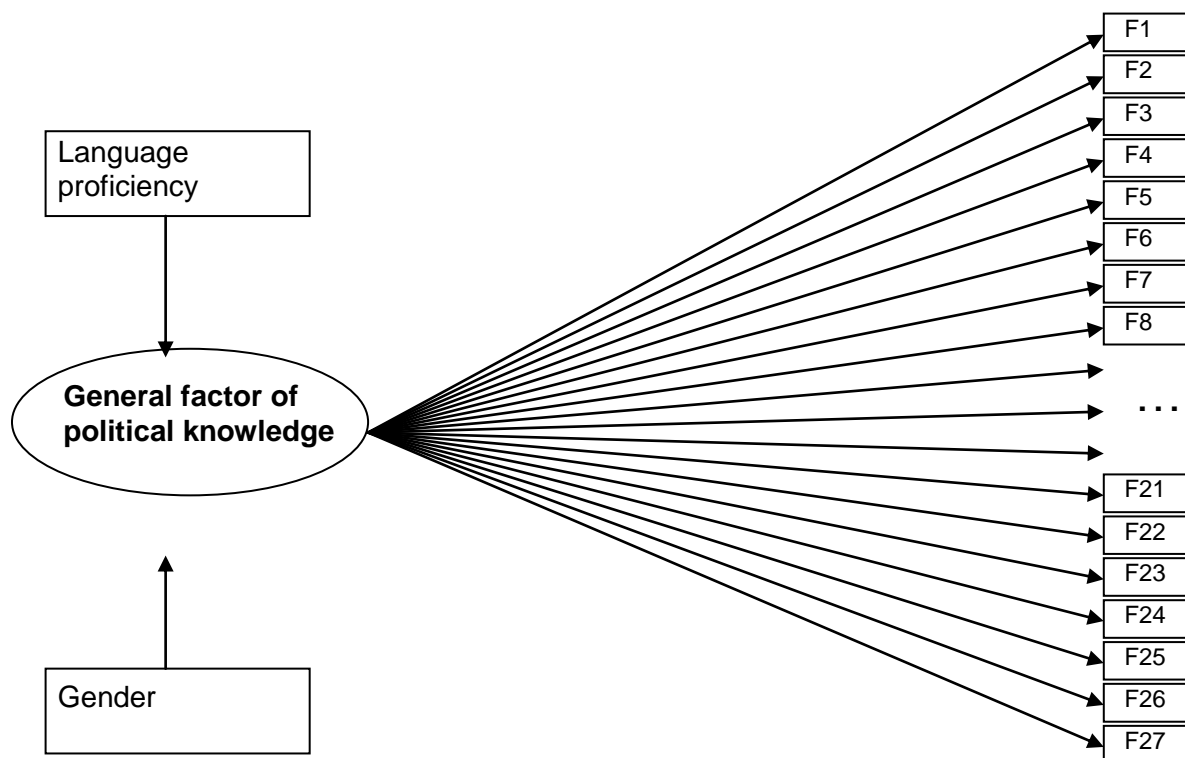 Language
proficiency
General factor of
political knowledge
Gender
F1
F2
F3
F4
F5
F6
F7
F8
...
F21
F22
F23
F24
F25
F26
F27